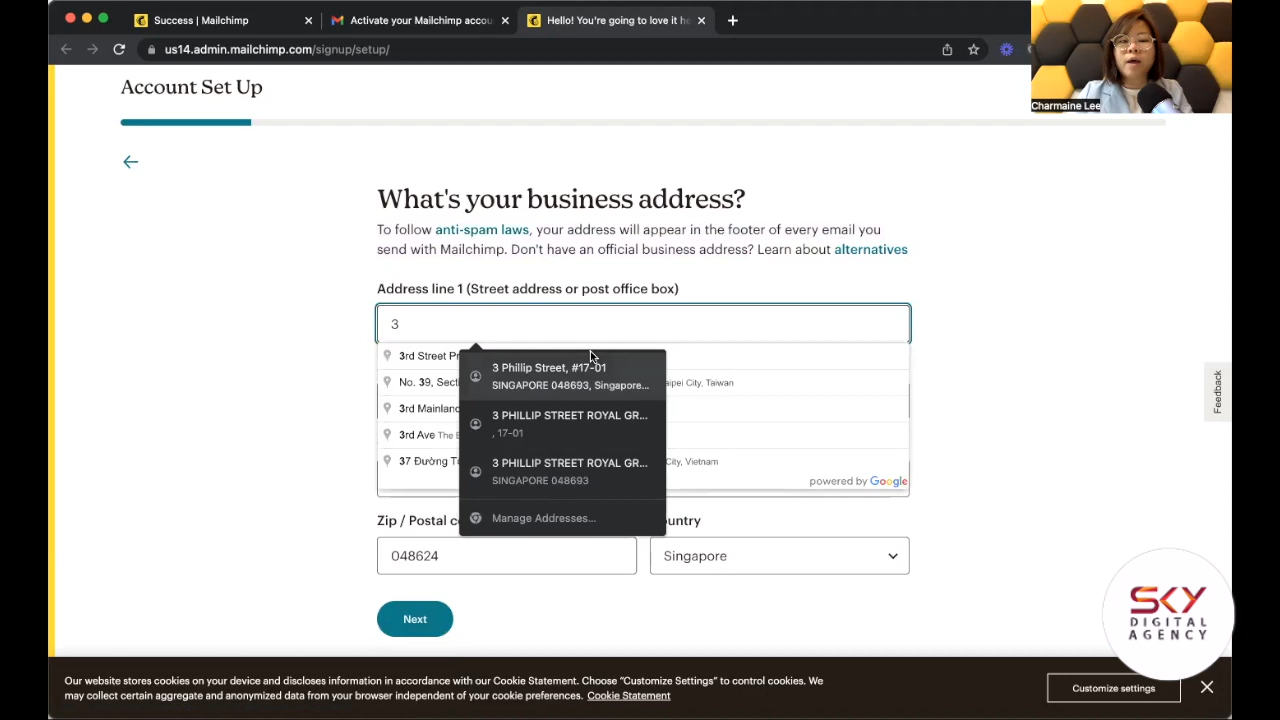 Success | Mailchimp
Activate your Mailchimp accou
Hello! You're going to love it he
us14.admin.mailchimp.com/signup/setup/
Charmaine Lee
Account Set Up
What's your business address?
To follow anti-spam laws, your address will appear in the footer of every email you
send with Mailchimp. Don't have an official business address? Learn about alternatives
Address line 1 (Street address or post office box)
3
3rd Street Pr
3 Phillip Street, #17-01
SINGAPORE 048693, Singapore...
No. 39, Sect
aipei City, Taiwan
3rd Mainland
3 PHILLIP STREET ROYAL GR...
, 17-01
3rd Ave The E
37 Đường T
City, Vietnam
3 PHILLIP STREET ROYAL GR...
SINGAPORE 048693
powered by Google
Manage Addresses...
Zip / Postal co
untry
048624
Singapore
Next
Feedback
SKY
DIGITAL
AGENCY
Our website stores cookies on your device and discloses information in accordance with our Cookie Statement. Choose “Customize Settings” to control cookies. We
may collect certain aggregate and anonymized data from your browser independent of your cookie preferences. Cookie Statement
Customize settings